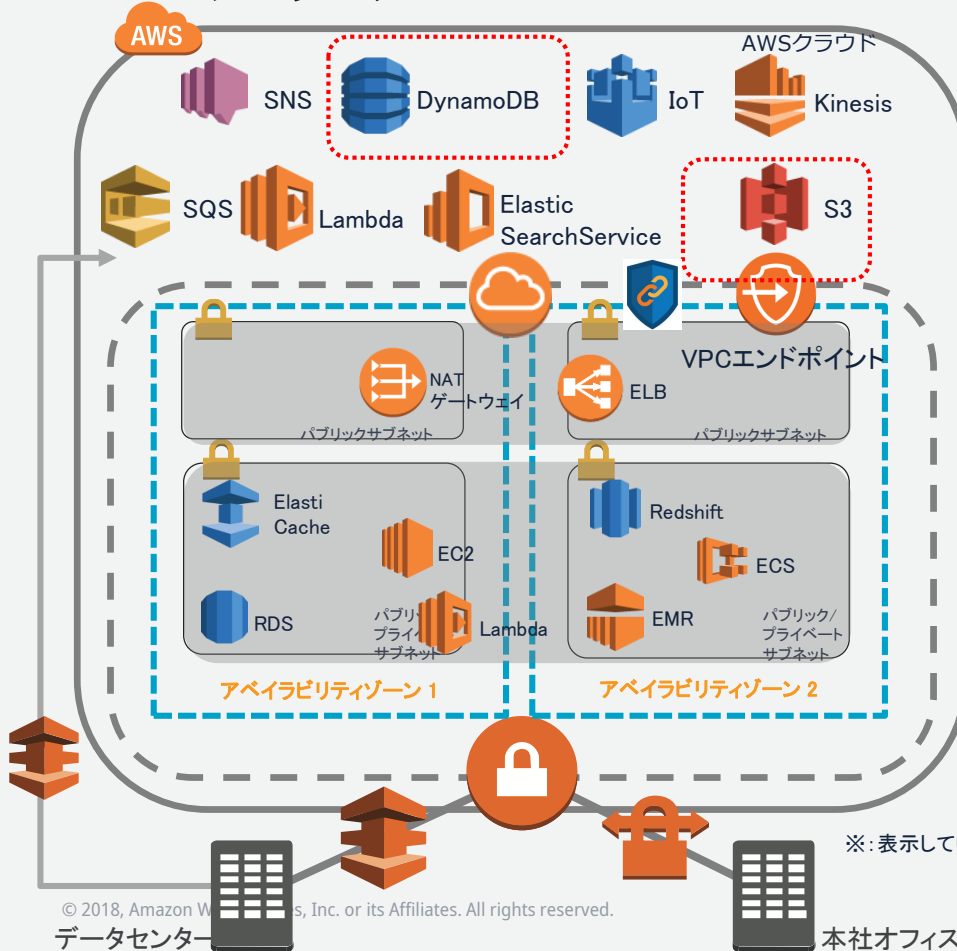 AWS
AWSクラウド
SNS
DynamoDB
IoT
Kinesis
SQS
Lambda
Elastic
SearchService
S3
VPCエンドポイント
NAT
ゲートウェイ
ELB
パブリックサブネット
パブリックサブネット
Elasti
Cache
EC2
Redshift
ECS
RDS
Lambda
EMR
サブネット
パブリック/
プライベート
サブネット
アベイラビリティゾーン 1
アベイラビリティゾーン 2
※:表示して
© 2018, Amazon W s, Inc. or its Affiliates. All rights reserved.
データセンター
本社オフィス